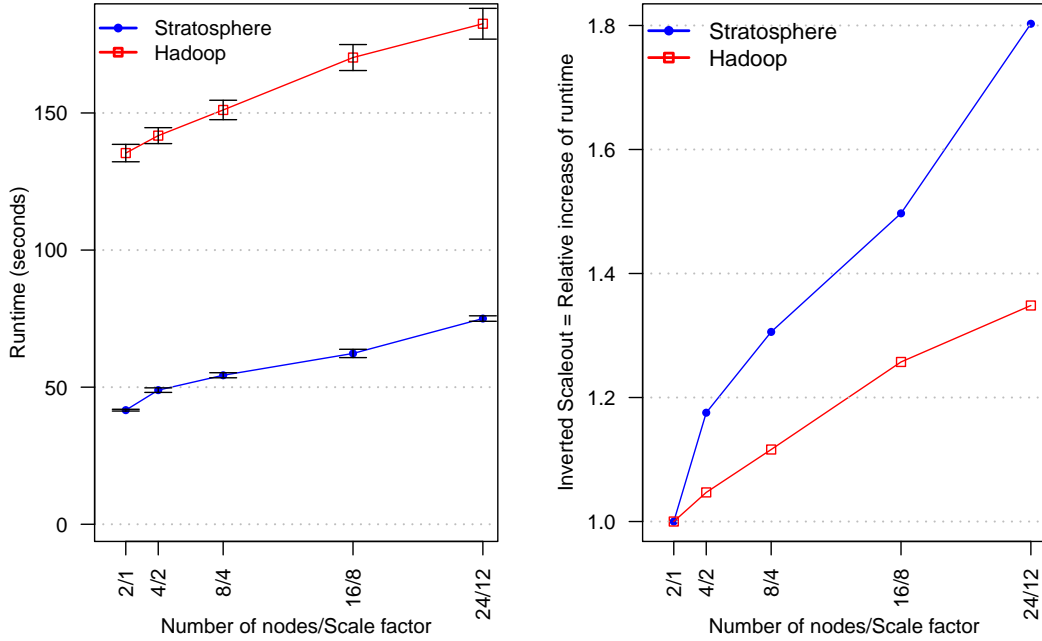 Stratosphere
Hadoop
Runtime (seconds)
150
100
50
0
2/1
4/2
8/4
16/8
24/12
Number of nodes/Scale factor
Stratosphere
Hadoop
Inverted Scaleout = Relative increase of runtime
1.8
1.6
1.4
1.2
1.0
2/1
4/2
8/4
16/8
24/12
Number of nodes/Scale factor